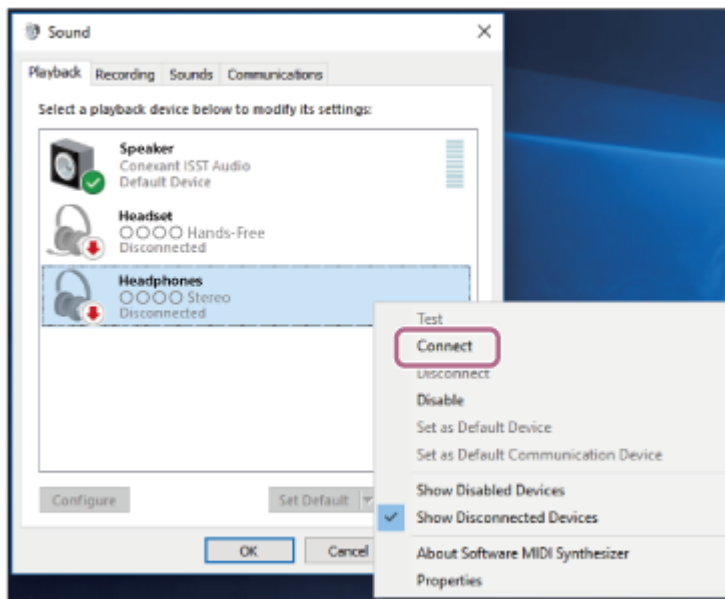 Sound
Playback Recording Sounds Communications
Select a playback device below to modify its settings:
Speaker
Conexant ISST Audio
Default Device
Headset
○○○○ Hands-Free
Disconnected
Headphones
○○○○ Stereo
Disconnected
Test
Connect
Disconnect
Disable
Set as Default Device
Set as Default Communication Device
Show Disabled Devices
Show Disconnected Devices
About Software MIDI Synthesizer
Properties
Configure Set Default
OK Cancel